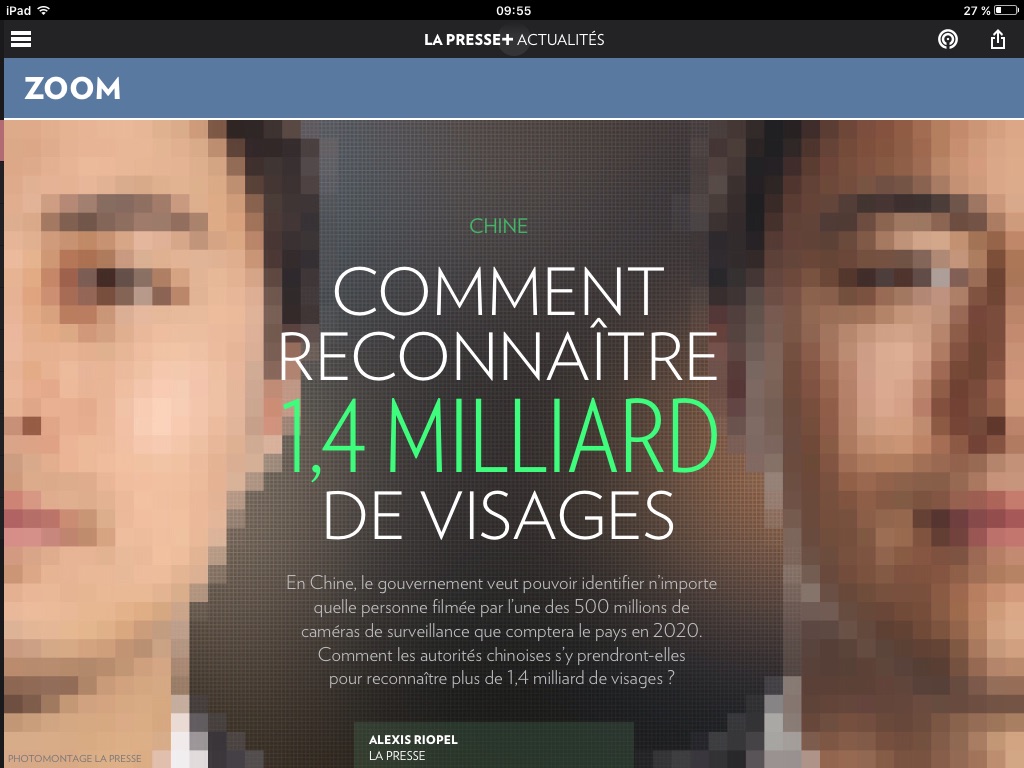 iPad 09:55 27 %
LA PRESSE+ ACTUALITÉS
ZOOM
CHINE
COMMENT
RECONNAÎTRE
1,4 MILLIARD
DE VISAGES
En Chine, le gouvernement veut pouvoir identifier n'importe
quelle personne filmée par l'une des 500 millions de
caméras de surveillance que comptera le pays en 2020.
Comment les autorités chinoises s'y prendront-elles
pour reconnaître plus de 1,4 milliard de visages ?
ALEXIS RIOPEL
LA PRESSE
PHOTOMONTAGE LA PRESSE